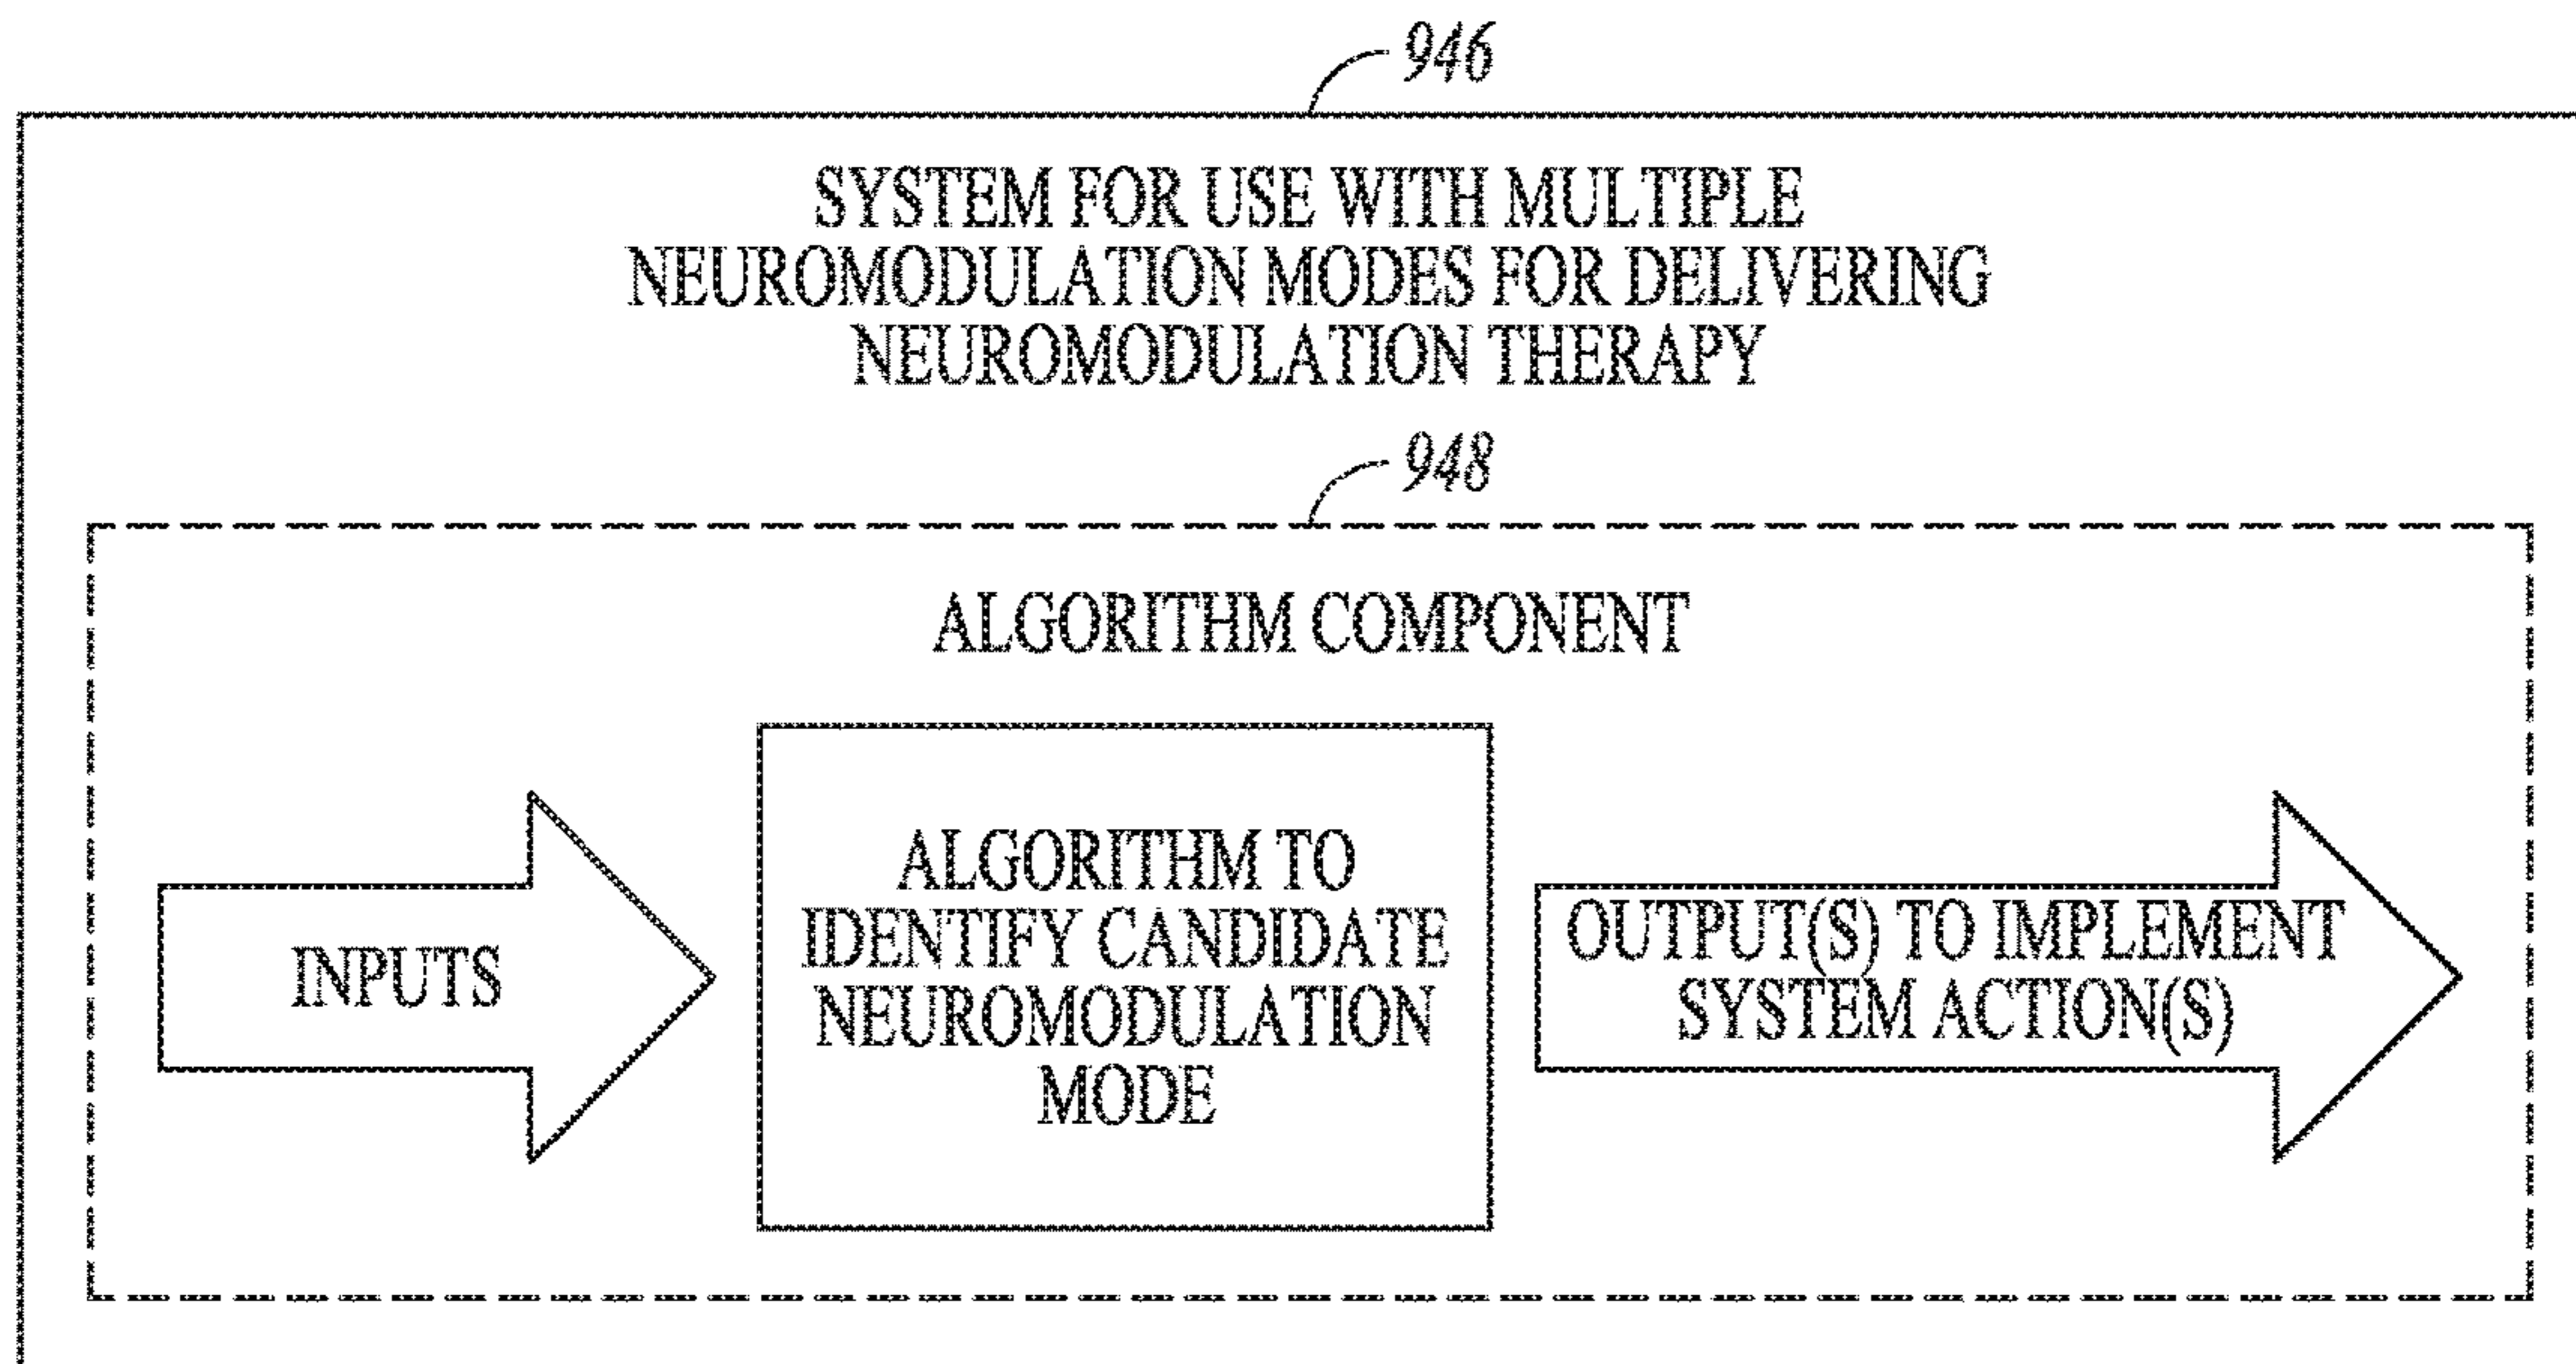 946
SYSTEM FOR USE WITH MULTIPLE
NEUROMODULATION MODES FOR DELIVERING
NEUROMODULATION THERAPY
948
ALGORITHM COMPONENT
INPUTS
ALGORITHM TO
IDENTIFY CANDIDATE
NEUROMODULATION
MODE
OUTPUT(S) TO IMPLEMENT
SYSTEM ACTION(S)